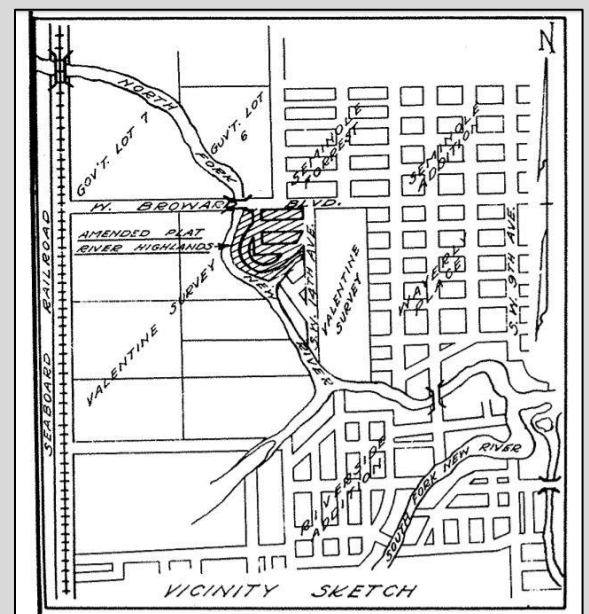 N
NORTH
FORK
GOV'T. LOT 7
GUV'T. LOT
6
SEMINOLE
FORREST
SEMINOLE
ADDITION
W. BROWARD BLVD.
AMENDED PLAT
RIVER HIGHLANDS
NEW
RIVER
S.W. 14TH AVE.
VALENTINE
SURVEY
WAVERLY
PLACE
S.W. 9TH AVE.
SEABOARD RAILROAD
VALENTINE SURVEY
RIVERSIDE
ADDITION
SOUTH FORK NEW RIVER
VICINITY SKETCH